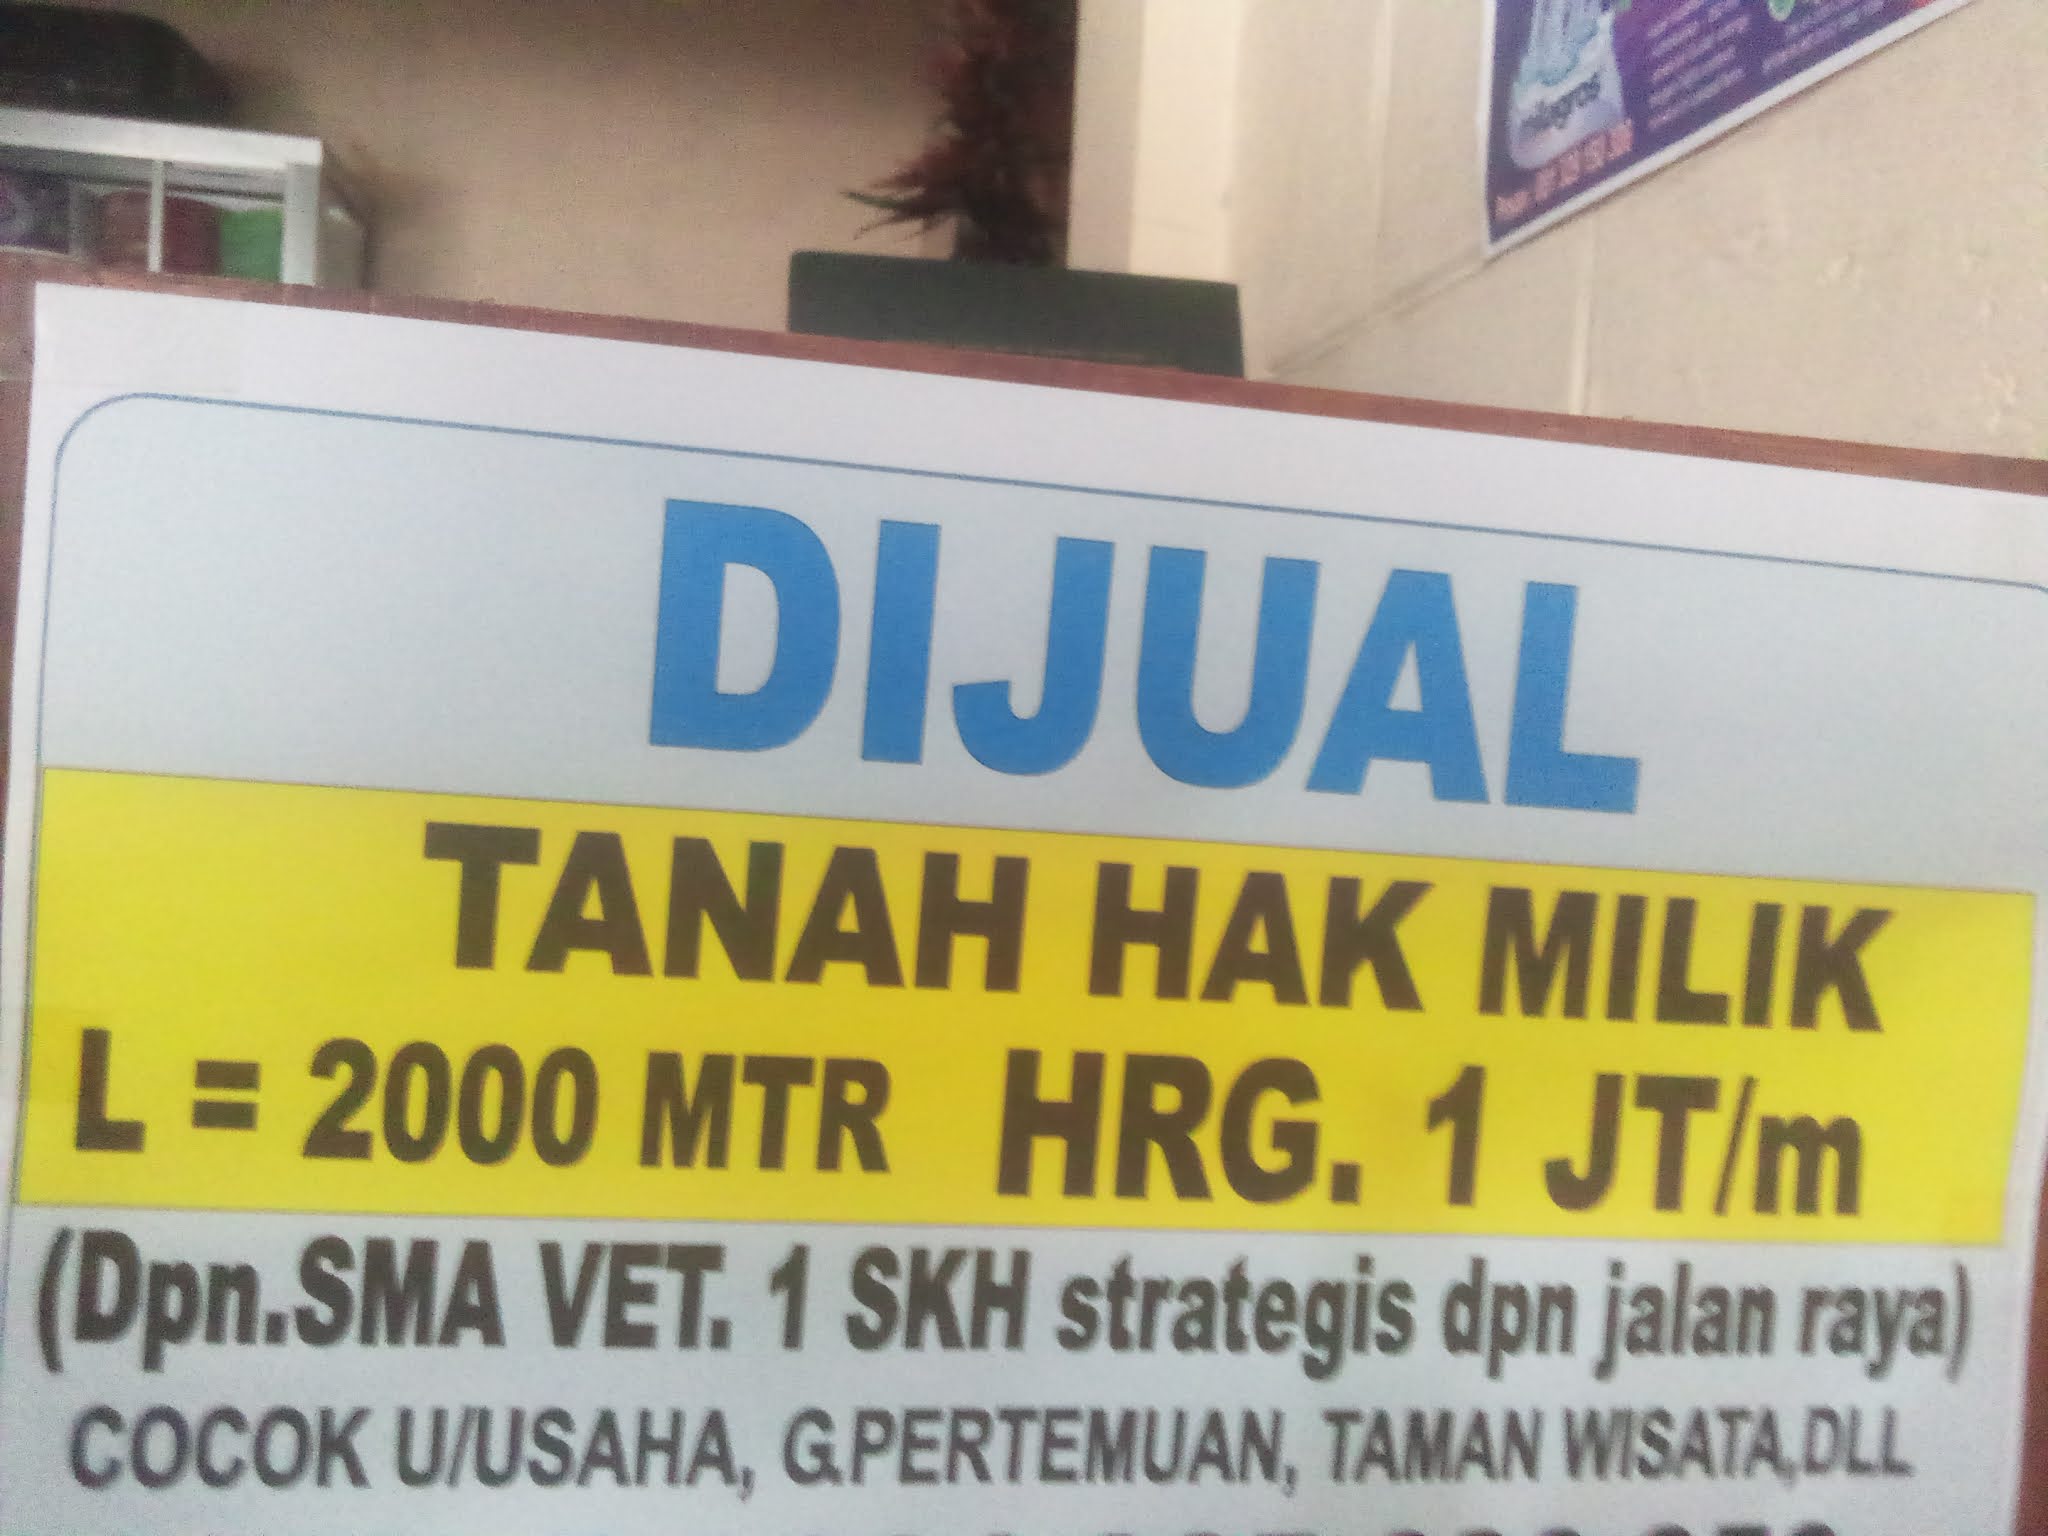 milagros
DIJUAL
TANAH HAK MILIK
L = 2000 MTR HRG. 1 JT/m
(Dpn.SMA VET. 1 SKH strategis dpn jalan raya)
COCOK U/USAHA, G.PERTEMUAN, TAMAN WISATA,DLL